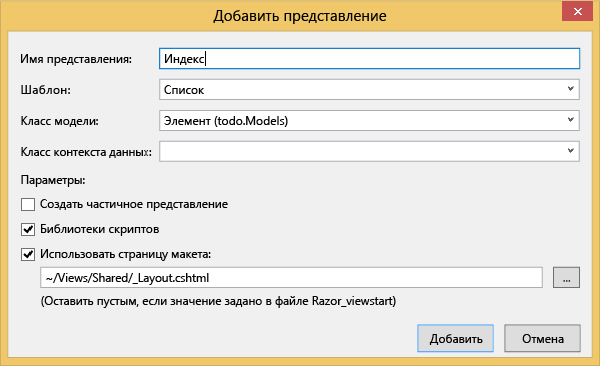 Добавить представление
Имя представления: Индекс
Шаблон: Список
Класс модели: Элемент (todo.Models)
Класс контекста данных:
Параметры:
Создать частичное представление
Библиотеки скриптов
Использовать страницу макета:
~/Views/Shared/_Layout.cshtml ...
(Оставить пустым, если значение задано в файле Razor_viewstart)
Добавить Отмена